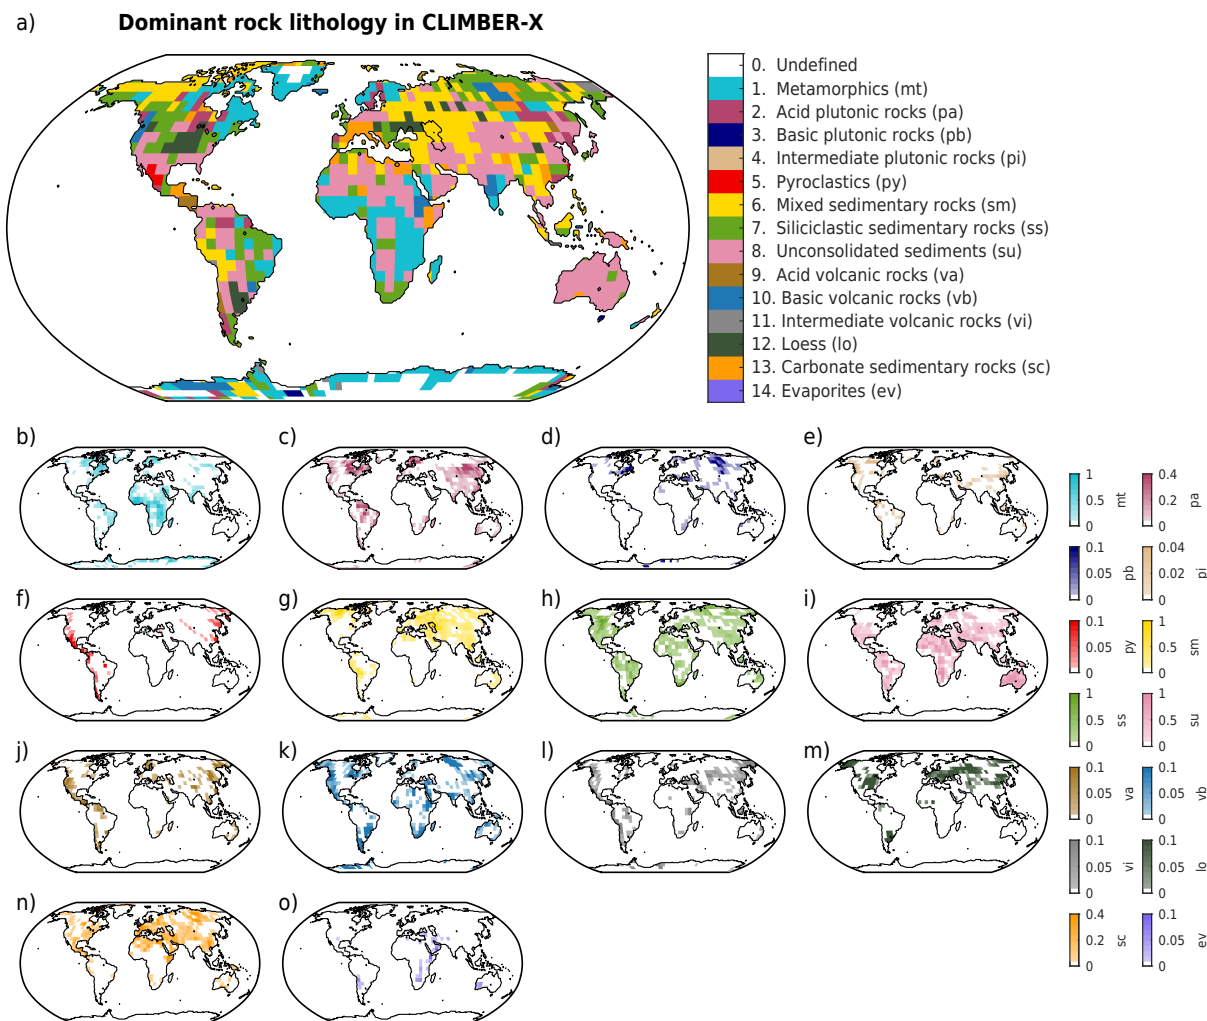 a)
Dominant rock lithology in CLIMBER-X
0. Undefined
1. Metamorphics (mt)
2. Acid plutonic rocks (pa)
3. Basic plutonic rocks (pb)
4. Intermediate plutonic rocks (pi)
5. Pyroclastics (py)
6. Mixed sedimentary rocks (sm)
7. Siliciclastic sedimentary rocks (ss)
8. Unconsolidated sediments (su)
9. Acid volcanic rocks (va)
10. Basic volcanic rocks (vb)
11. Intermediate volcanic rocks (vi)
12. Loess (lo)
13. Carbonate sedimentary rocks (sc)
14. Evaporites (ev)
b)
c)
d)
e)
1
0.5
0
mt
0.4
0.2
0
pa
0.1
0.05
0
pb
0.04
0.02
0
pi
f)
g)
h)
i)
0.1
0.05
0
py
1
0.5
0
sm
1
0.5
0
ss
1
0.5
0
su
j)
k)
l)
m)
0.1
0.05
0
va
0.1
0.05
0
vb
0.1
0.05
0
vi
0.1
0.05
0
lo
n)
o)
0.4
0.2
0
sc
0.1
0.05
0
ev